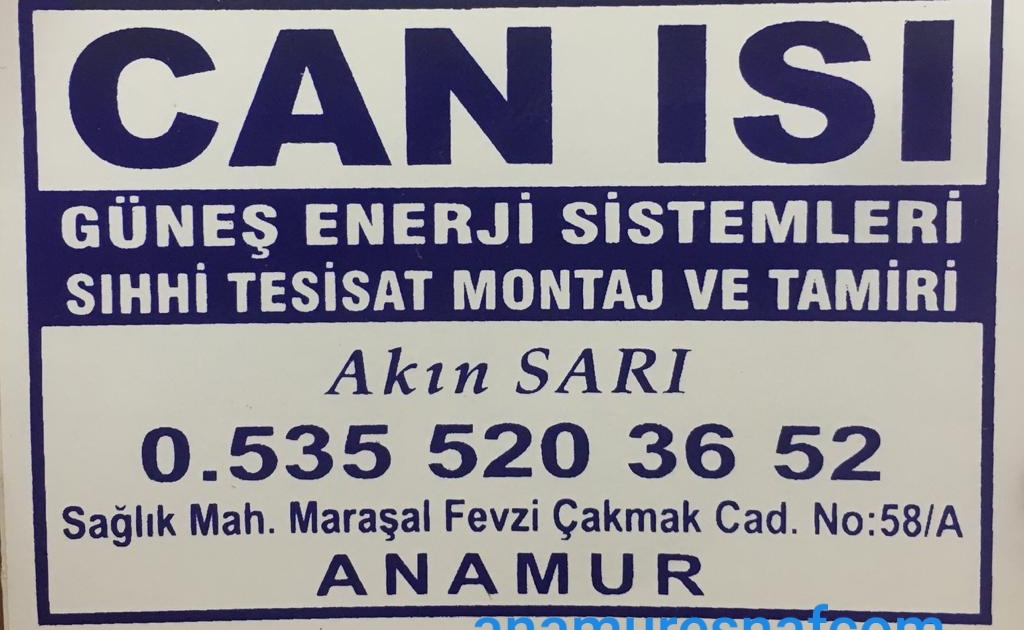 CAN ISI
GÜNEŞ ENERJİ SİSTEMLERİ
SIHHİ TESİSAT MONTAJ VE TAMİRİ
Akın SARI
0.535 520 36 52
Sağlık Mah. Maraşal Fevzi Çakmak Cad. No:58/A
ANAMUR
anamuresnafcom